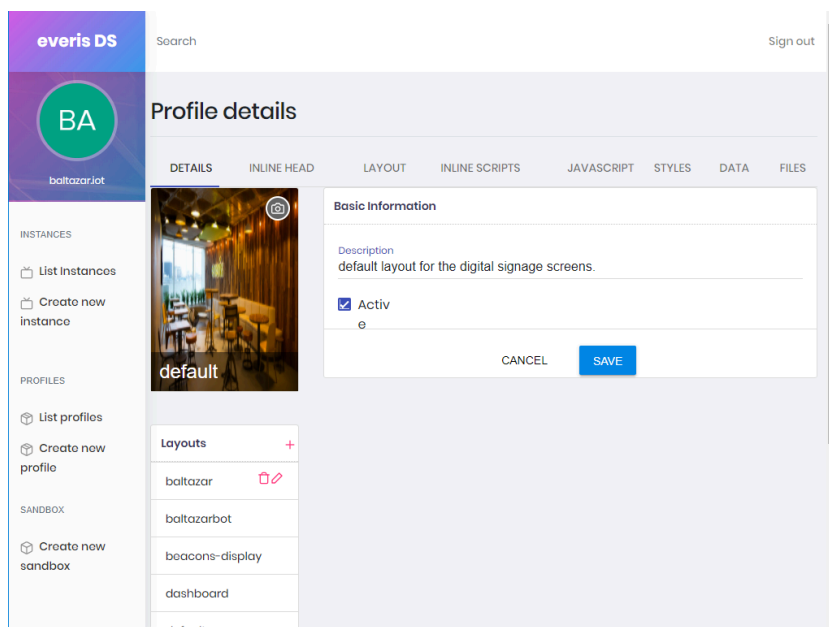 everis DS
Search
Sign out
BA
baltazar.iot
Profile details
DETAILS
INLINE HEAD
LAYOUT
INLINE SCRIPTS
JAVASCRIPT
STYLES
DATA
FILES
INSTANCES
List Instances
Create new
instance
PROFILES
List profiles
Create new
profile
SANDBOX
Create new
sandbox
default
Basic Information
Description
default layout for the digital signage screens.
Activ
e
CANCEL
SAVE
Layouts
+
baltazar
baltazarbot
beacons-display
dashboard